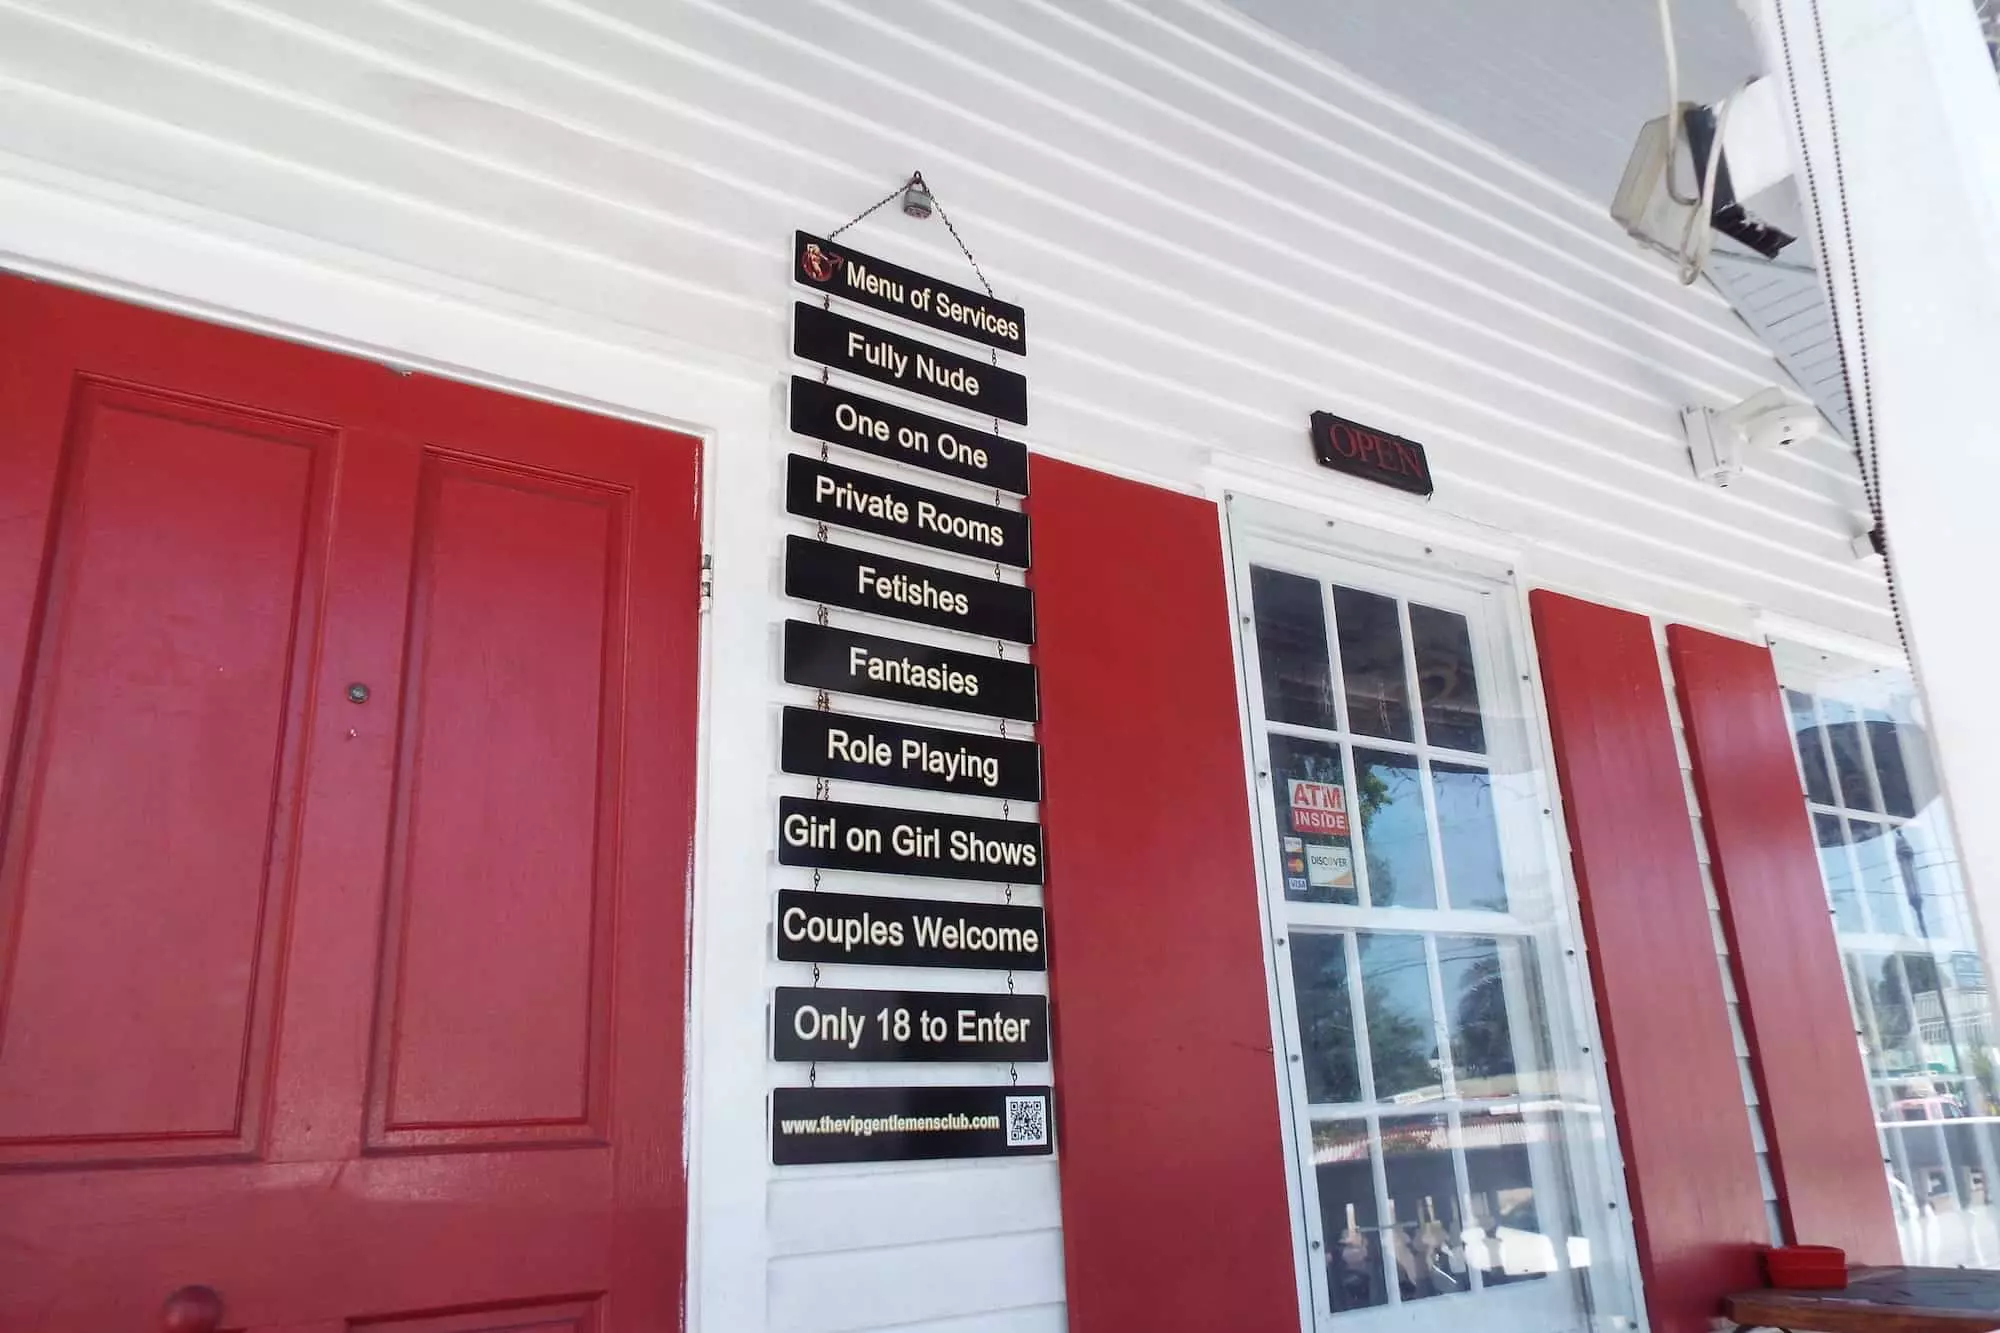 Menu of Services
Fully Nude
One on One
Private Rooms
Fetishes
Fantasies
Role Playing
Girl on Girl Shows
Couples Welcome
Only 18 to Enter
www.thevipgentlemensclub.com
OPEN
ATM
INSIDE
DISCOVER
VISA